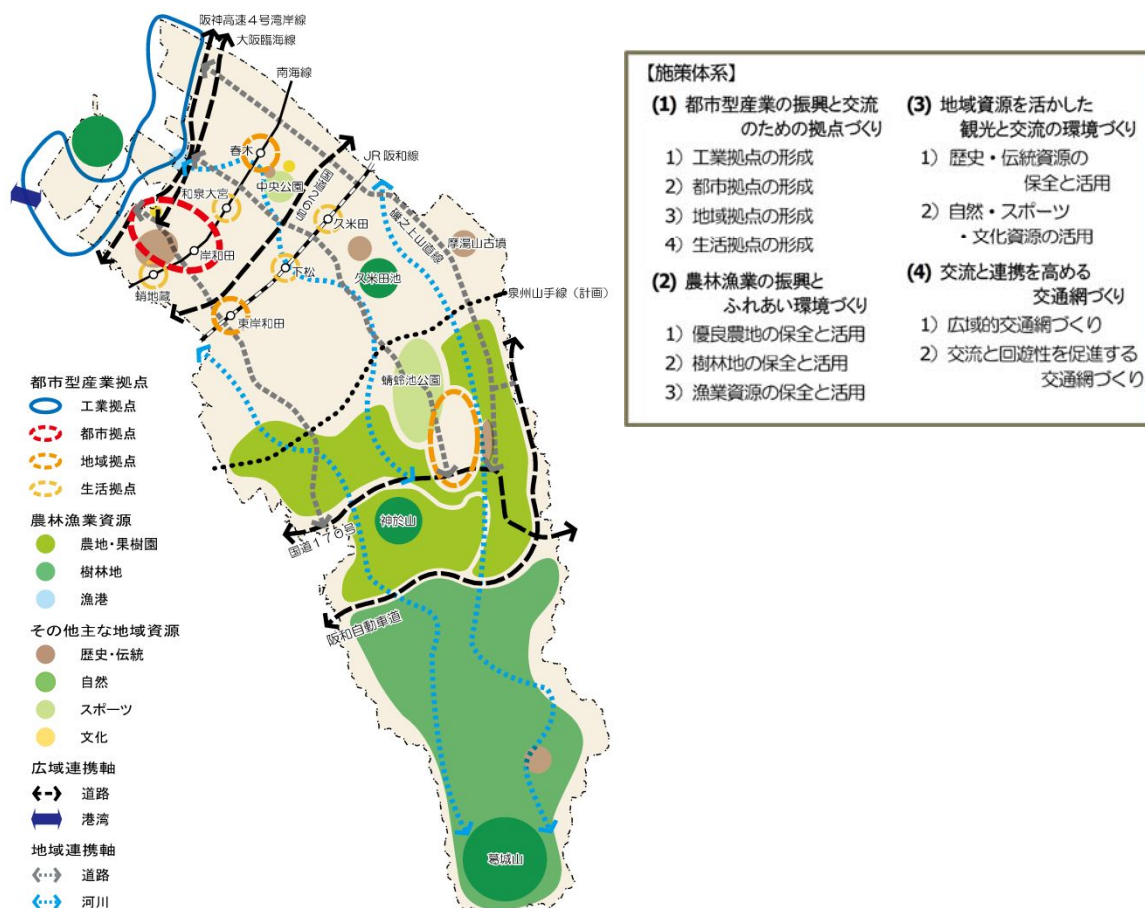 阪神高速4号湾岸線
大阪臨海線
南海線
春木
JR阪和線
中央公園
国道26号
和泉大宮
久米田
磯之上山直線
摩湯山古墳
岸和田
下松
久米田池
蛸地蔵
泉州山手線（計画）
東岸和田
蜻蛉池公園
神於山
国道170号
阪和自動車道
葛城山
都市型産業拠点
工業拠点
都市拠点
地域拠点
生活拠点
農林漁業資源
農地・果樹園
樹林地
漁港
その他主な地域資源
歴史・伝統
自然
スポーツ
文化
広域連携軸
道路
港湾
地域連携軸
道路
河川
【施策体系】
(1) 都市型産業の振興と交流
のための拠点づくり
1）工業拠点の形成
2）都市拠点の形成
3）地域拠点の形成
4）生活拠点の形成
(2) 農林漁業の振興と
ふれあい環境づくり
1）優良農地の保全と活用
2）樹林地の保全と活用
3）漁業資源の保全と活用
(3) 地域資源を活かした
観光と交流の環境づくり
1）歴史・伝統資源の
保全と活用
2）自然・スポーツ
・文化資源の活用
(4) 交流と連携を高める
交通網づくり
1）広域的交通網づくり
2）交流と回遊性を促進する
交通網づくり